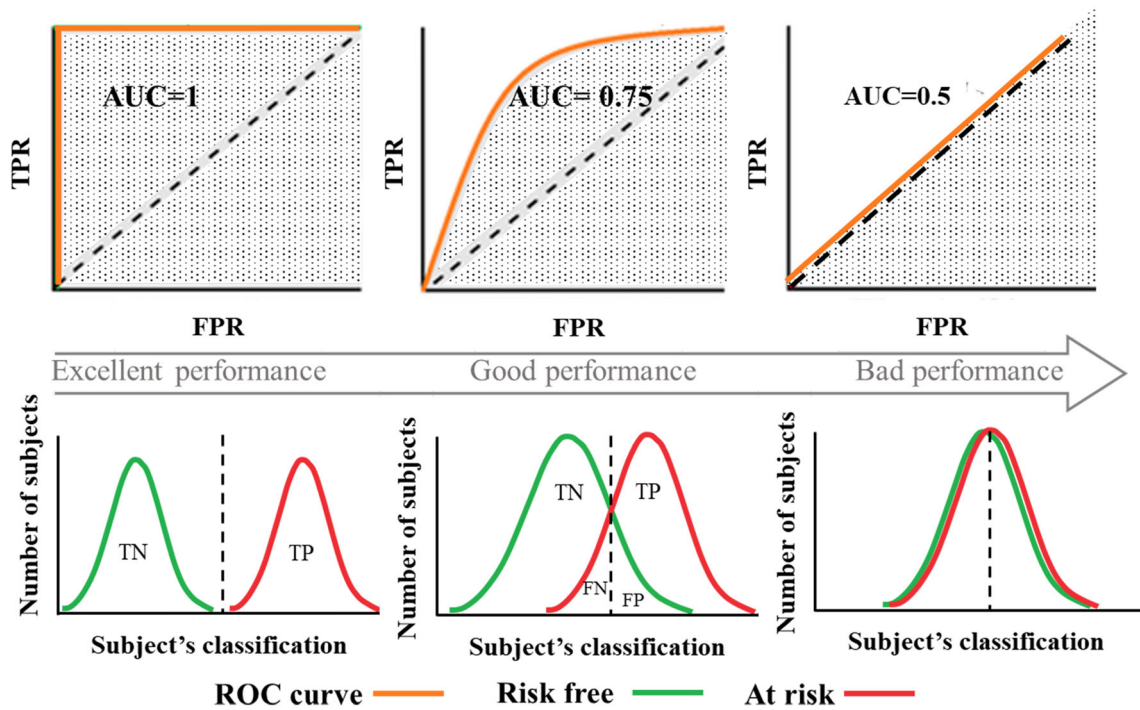 AUC=1
TPR
FPR
AUC= 0.75
TPR
FPR
AUC=0.5
TPR
FPR
Excellent performance
Good performance
Bad performance
Number of subjects
TN
TP
Subject’s classification
Number of subjects
TN
TP
FN
FP
Subject’s classification
Number of subjects
Subject’s classification
ROC curve
Risk free
At risk